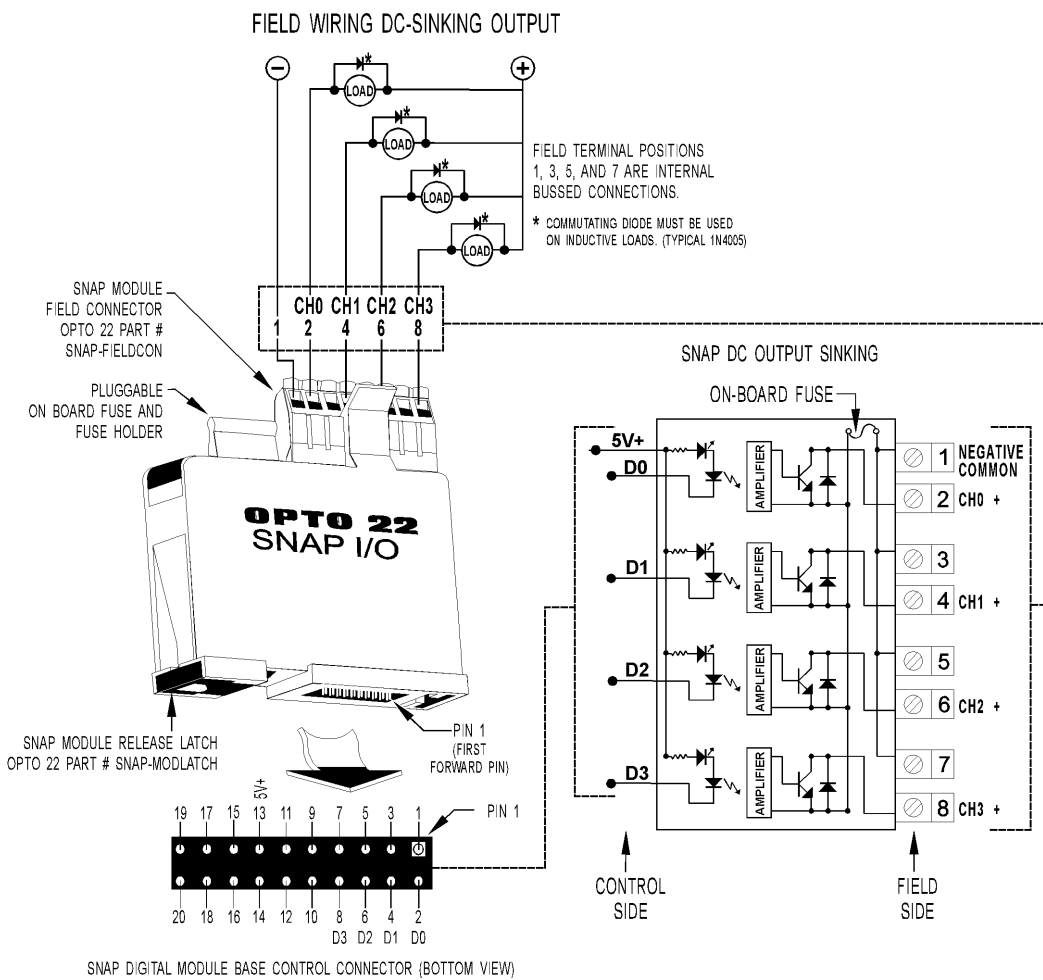 FIELD WIRING DC-SINKING OUTPUT
− +
*
LOAD
*
LOAD
*
LOAD
*
LOAD
FIELD TERMINAL POSITIONS
1, 3, 5, AND 7 ARE INTERNAL
BUSSED CONNECTIONS.
* COMMUTATING DIODE MUST BE USED
ON INDUCTIVE LOADS. (TYPICAL 1N4005)
CH0 CH1 CH2 CH3
1 2 4 6 8
SNAP MODULE
FIELD CONNECTOR
OPTO 22 PART #
SNAP-FIELDCON
PLUGGABLE
ON BOARD FUSE AND
FUSE HOLDER
OPTO 22
SNAP I/O
PIN 1
(FIRST
FORWARD PIN)
SNAP MODULE RELEASE LATCH
OPTO 22 PART # SNAP-MODLATCH
5V+
19 17 15 13 11 9 7 5 3 1
PIN 1
20 18 16 14 12 10 8 6 4 2
D3 D2 D1 D0
SNAP DIGITAL MODULE BASE CONTROL CONNECTOR (BOTTOM VIEW)
SNAP DC OUTPUT SINKING
ON-BOARD FUSE
5V+
D0
AMPLIFIER
1 NEGATIVE
COMMON
2 CH0 +
D1
AMPLIFIER
3
4 CH1 +
D2
AMPLIFIER
5
6 CH2 +
D3
AMPLIFIER
7
8 CH3 +
CONTROL
SIDE
FIELD
SIDE